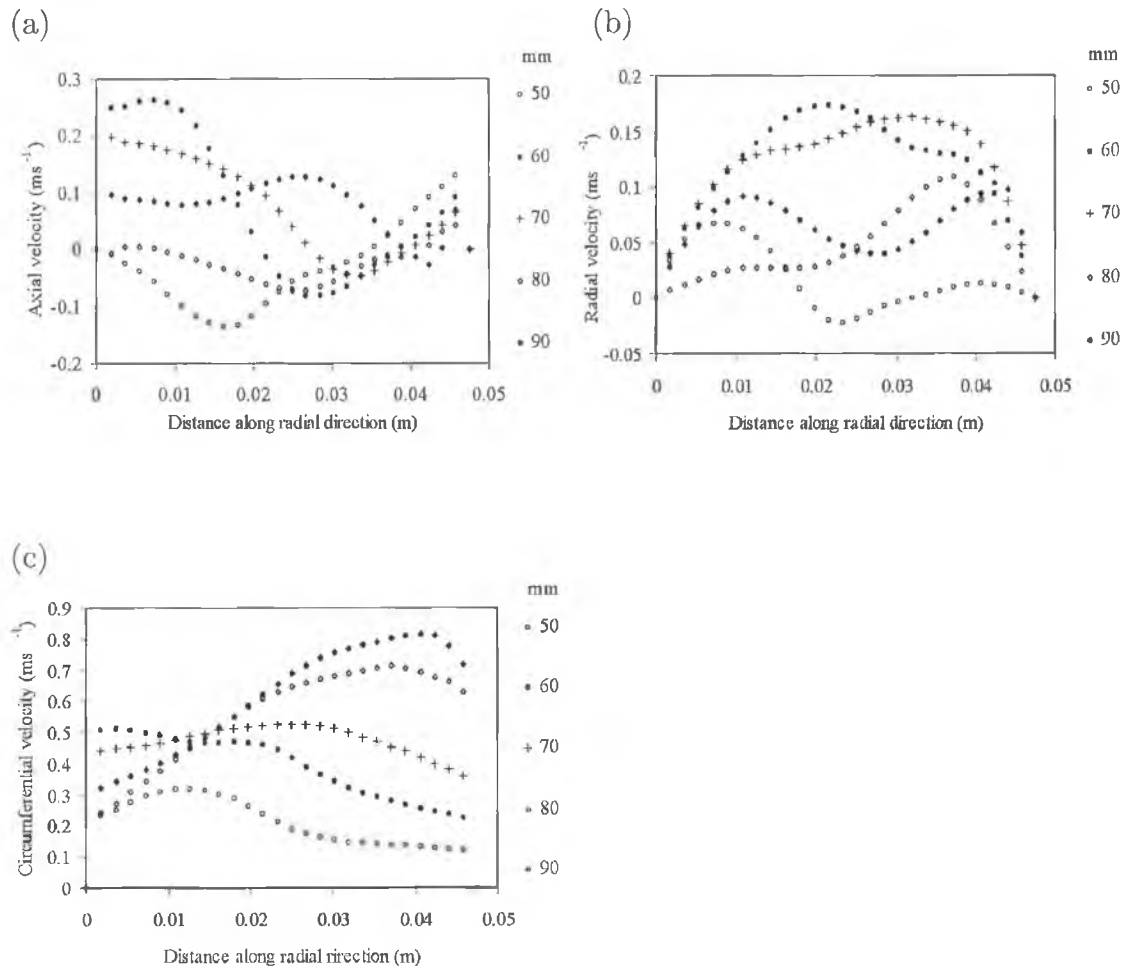 (a)
mm
50
60
70
80
90
0.3
0.2
0.1
0
-0.1
-0.2
Axial velocity (ms ⁻¹)
0 0.01 0.02 0.03 0.04 0.05
Distance along radial direction (m)
(b)
mm
50
60
70
80
90
0.2
0.15
0.1
0.05
0
-0.05
Radial velocity (ms ⁻¹)
0 0.01 0.02 0.03 0.04 0.05
Distance along radial direction (m)
(c)
mm
50
60
70
80
90
0.9
0.8
0.7
0.6
0.5
0.4
0.3
0.2
0.1
0
Circumferential velocity (ms ⁻¹)
0 0.01 0.02 0.03 0.04 0.05
Distance along radial rirection (m)